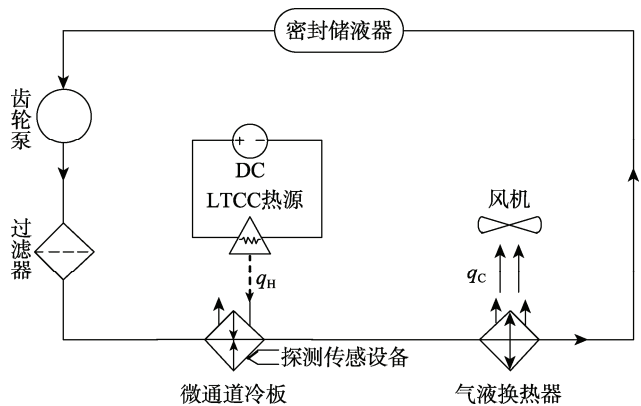 密封储液器
齿轮泵
+ -
DC
LTCC热源
过滤器
风机
qH
qC
探测传感设备
微通道冷板
气液换热器